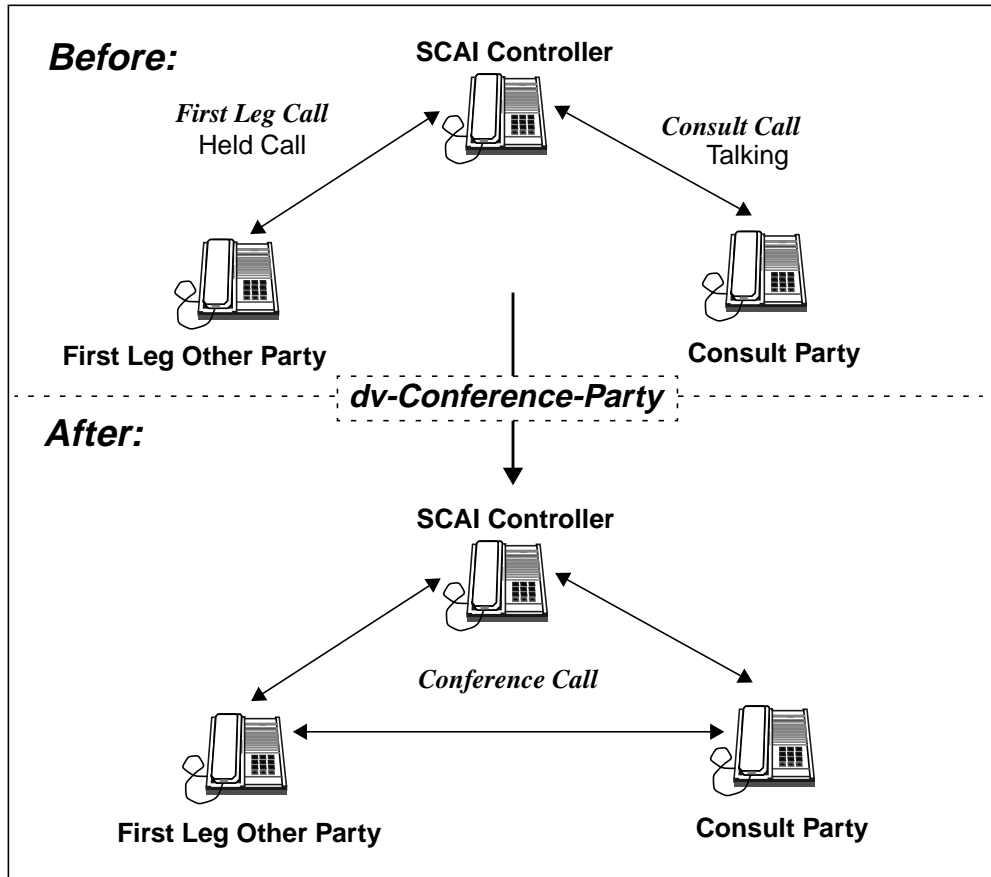 Before:
SCAI Controller
First Leg Call
Held Call
Consult Call
Talking
First Leg Other Party
Consult Party
dv-Conference-Party
After:
SCAI Controller
Conference Call
First Leg Other Party
Consult Party